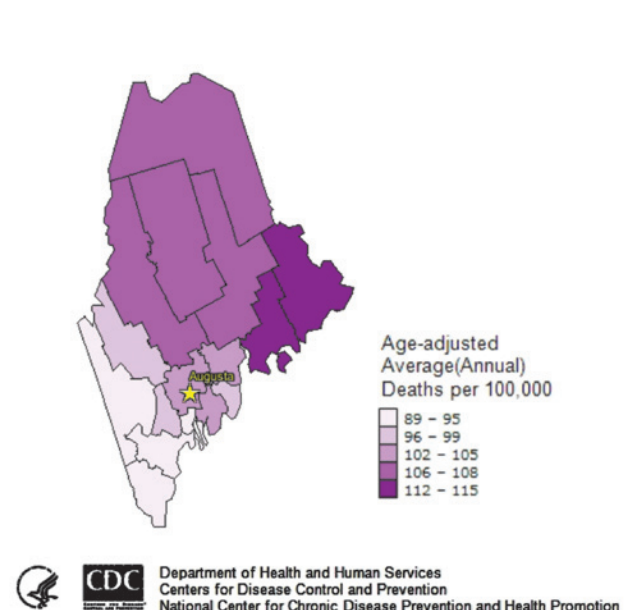 Augusta
Age-adjusted
Average(Annual)
Deaths per 100,000
89 - 95
96 - 99
102 - 105
106 - 108
112 - 115
CDC
Department of Health and Human Services
Centers for Disease Control and Prevention
National Center for Chronic Disease Prevention and Health Promotion